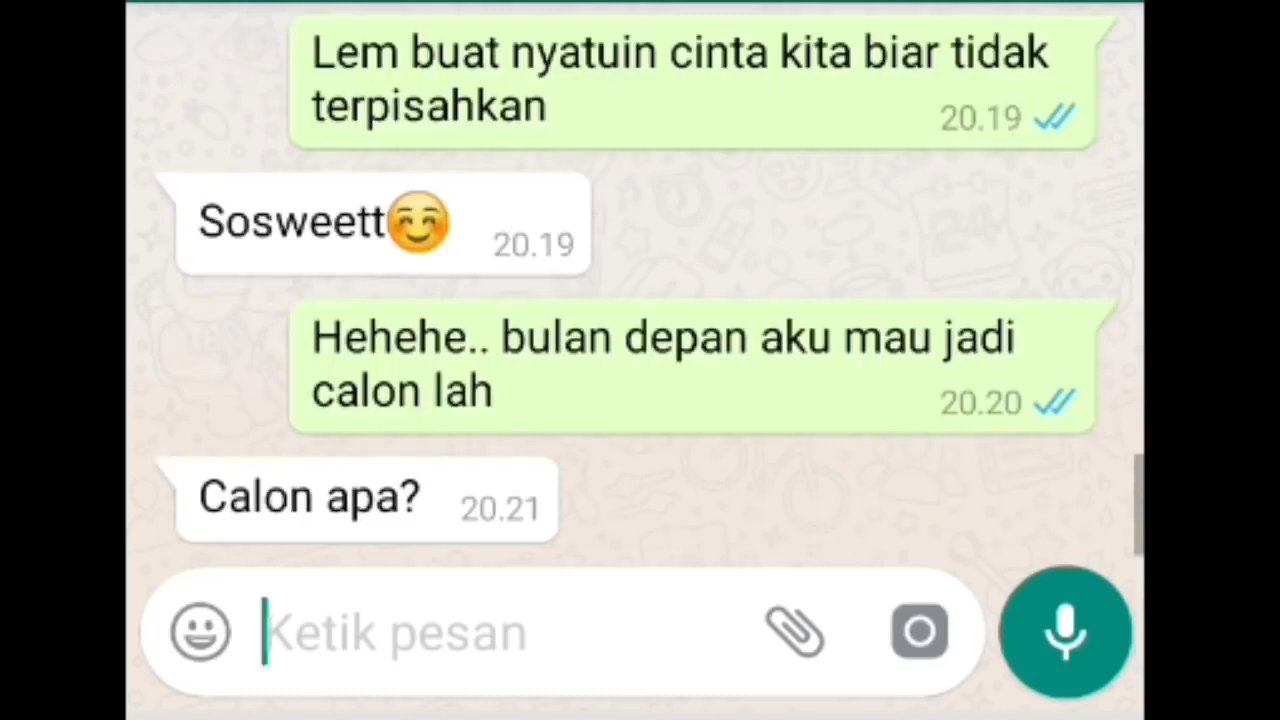 Lem buat nyatuin cinta kita biar tidak
terpisahkan
20.19
Sosweett☺️
20.19
Hehehe.. bulan depan aku mau jadi
calon lah
20.20
Calon apa?
20.21
Ketik pesan